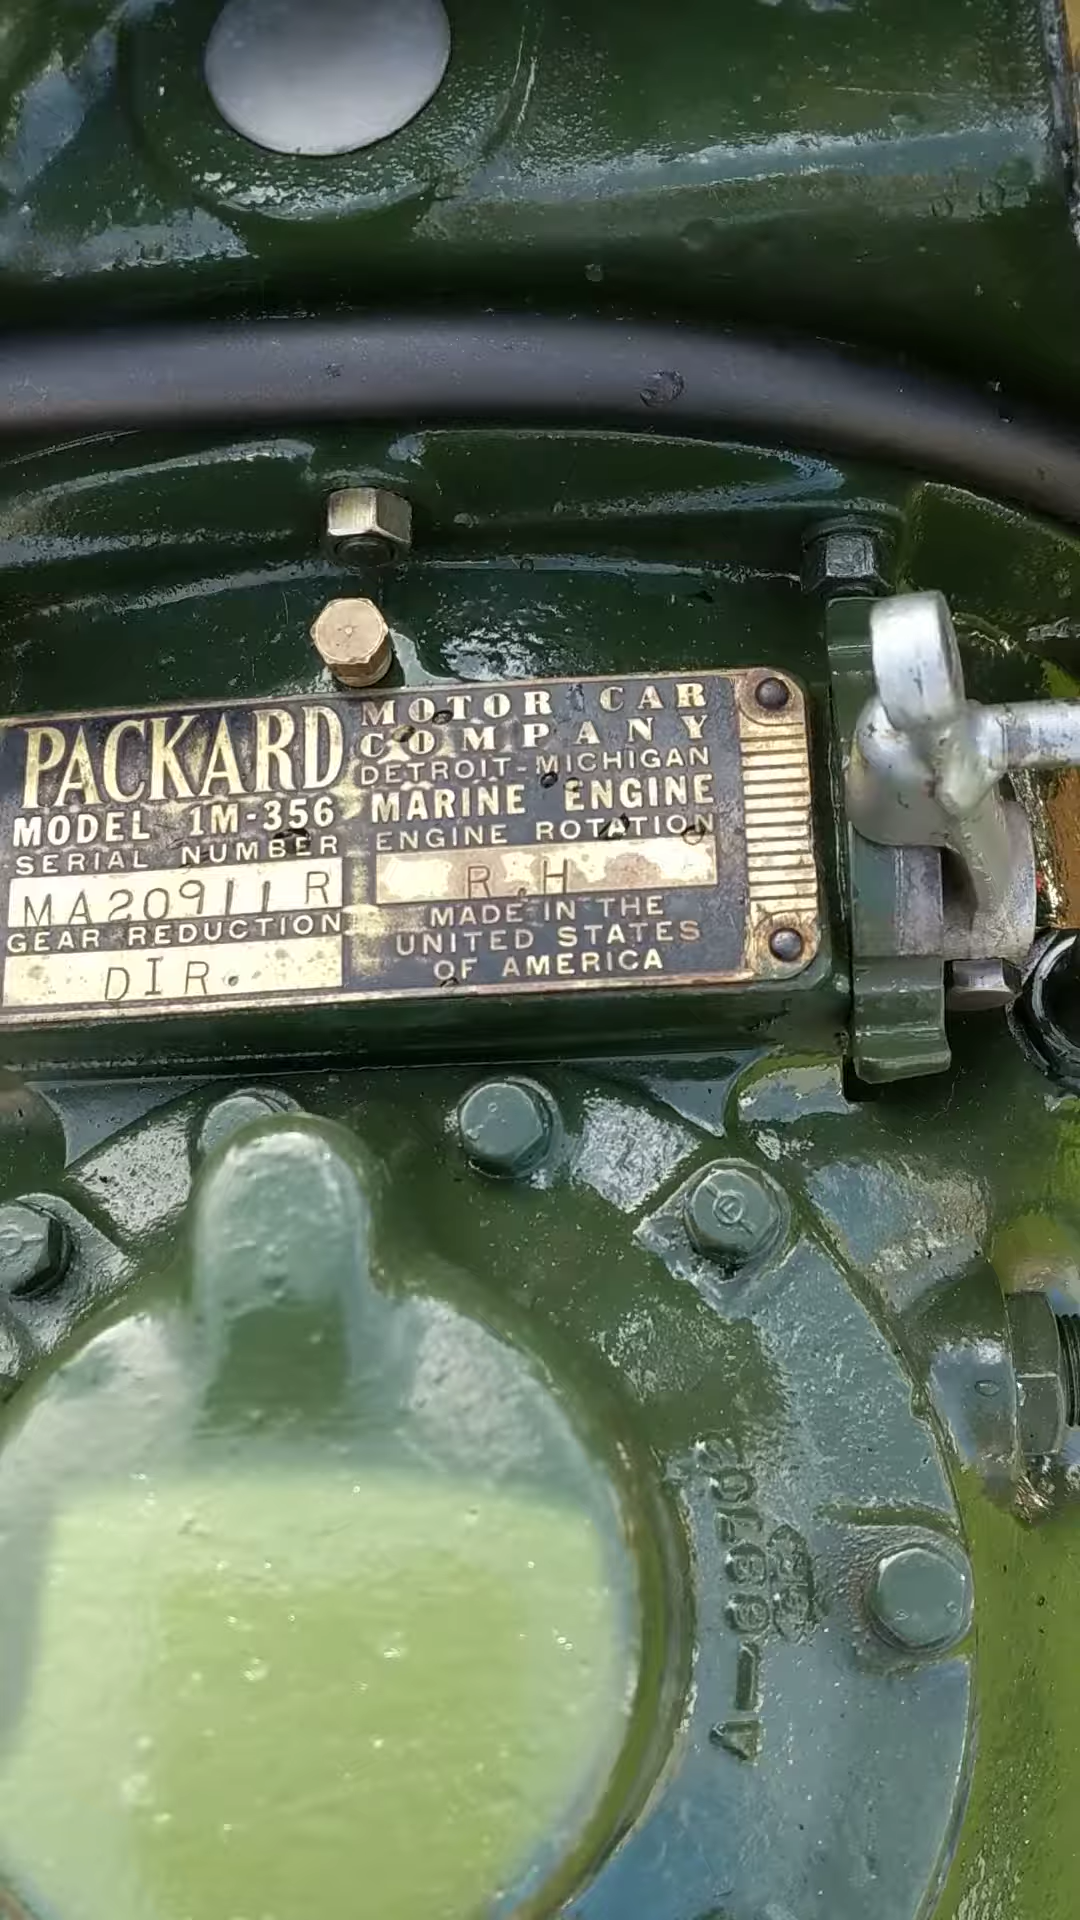 PACKARD
MOTOR CAR
COMPANY
DETROIT-MICHIGAN
MODEL 1M-356
MARINE ENGINE
SERIAL NUMBER
ENGINE ROTATION
MA20911 R
R.H
GEAR REDUCTION
MADE IN THE
UNITED STATES
OF AMERICA
DIR.